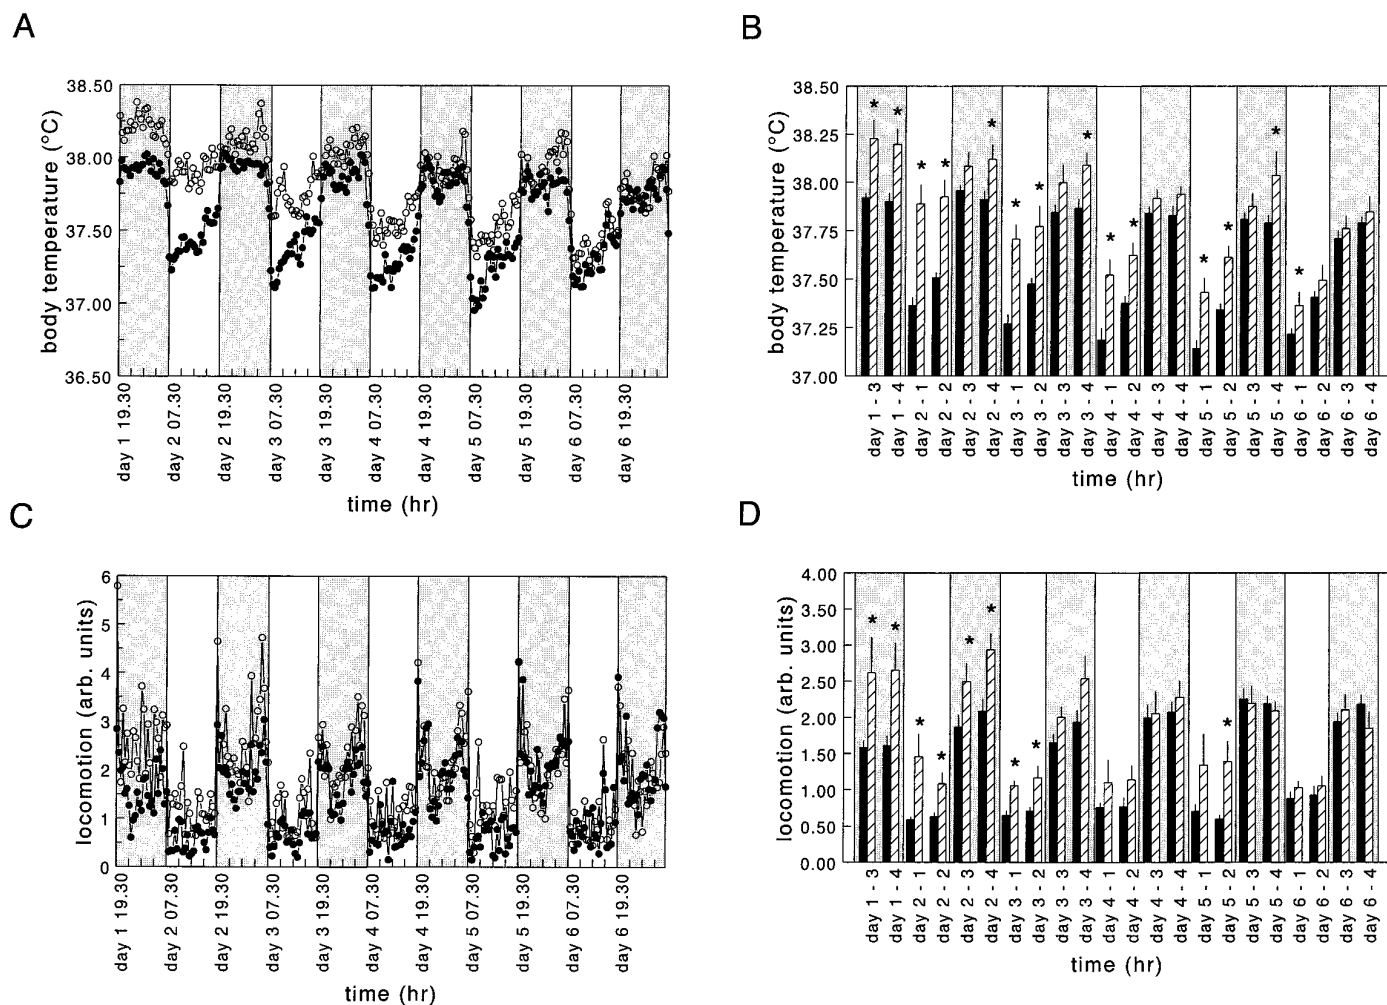 A
38.50
38.00
37.50
37.00
36.50
body temperature (°C)
day 1 19.30
day 2 07.30
day 2 19.30
day 3 07.30
day 3 19.30
day 4 07.30
day 4 19.30
day 5 07.30
day 5 19.30
day 6 07.30
day 6 19.30
time (hr)
B
38.50
38.25
38.00
37.75
37.50
37.25
37.00
body temperature (°C)
* * * * * * * * * * * * * *
day 1 - 3
day 1 - 4
day 2 - 1
day 2 - 2
day 2 - 3
day 2 - 4
day 3 - 1
day 3 - 2
day 3 - 3
day 3 - 4
day 4 - 1
day 4 - 2
day 4 - 3
day 4 - 4
day 5 - 1
day 5 - 2
day 5 - 3
day 5 - 4
day 6 - 1
day 6 - 2
day 6 - 3
day 6 - 4
time (hr)
C
6
5
4
3
2
1
0
locomotion (arb. units)
day 1 19.30
day 2 07.30
day 2 19.30
day 3 07.30
day 3 19.30
day 4 07.30
day 4 19.30
day 5 07.30
day 5 19.30
day 6 07.30
day 6 19.30
time (hr)
D
4.00
3.50
3.00
2.50
2.00
1.50
1.00
0.50
0.00
locomotion (arb. units)
* * * * * * * * *
day 1 - 3
day 1 - 4
day 2 - 1
day 2 - 2
day 2 - 3
day 2 - 4
day 3 - 1
day 3 - 2
day 3 - 3
day 3 - 4
day 4 - 1
day 4 - 2
day 4 - 3
day 4 - 4
day 5 - 1
day 5 - 2
day 5 - 3
day 5 - 4
day 6 - 1
day 6 - 2
day 6 - 3
day 6 - 4
time (hr)